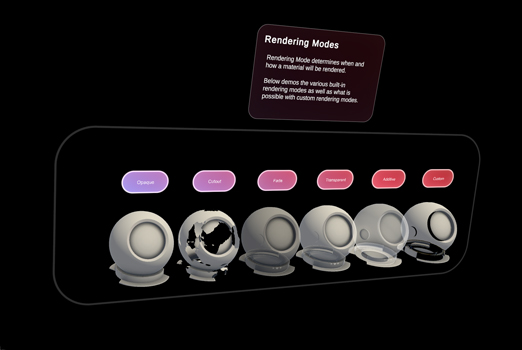 Rendering Modes
Rendering Mode determines when and
how a material will be rendered.
Below demos the various built-in
rendering modes as well as what is
possible with custom rendering modes.
Opaque
Cutout
Fade
Transparent
Additive
Custom